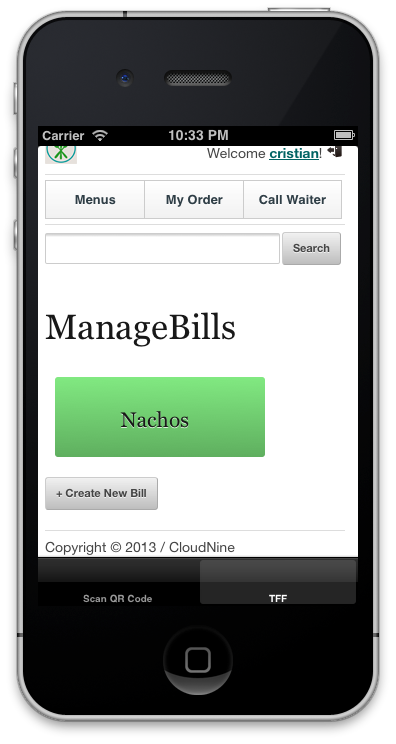 Carrier 10:33 PM
Welcome cristian!
Menus My Order Call Waiter
Search
ManageBills
Nachos
+ Create New Bill
Copyright © 2013 / CloudNine
Scan QR Code TFF